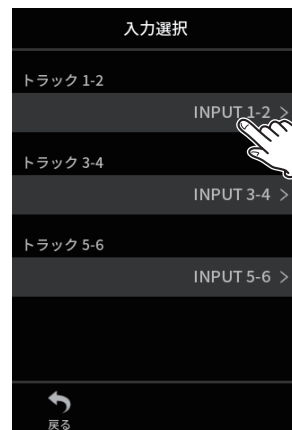 入力選択
トラック 1-2
INPUT 1-2 >
トラック 3-4
INPUT 3-4 >
トラック 5-6
INPUT 5-6 >
戻る